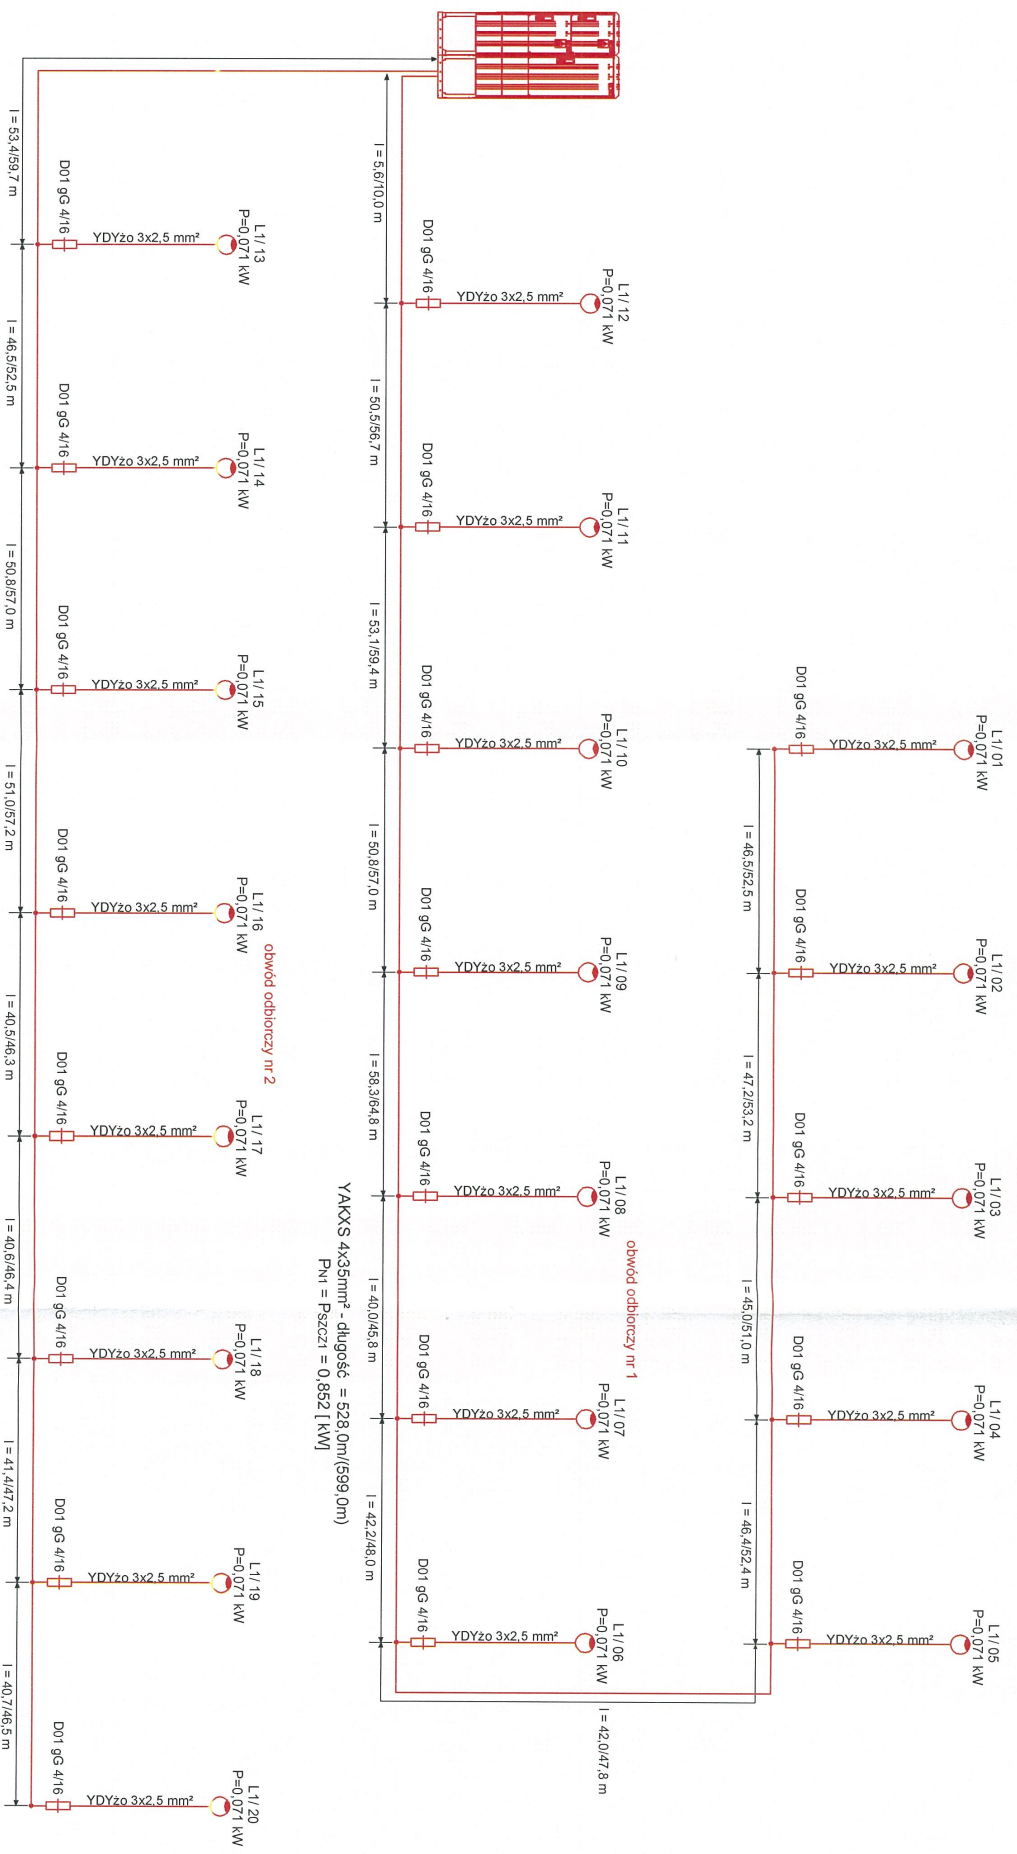 L1/ 01
P=0,071 kW
YDYżo 3x2,5 mm²
D01 gG 4/16
l = 46,5/52,5 m
L1/ 02
P=0,071 kW
YDYżo 3x2,5 mm²
D01 gG 4/16
l = 47,2/53,2 m
L1/ 03
P=0,071 kW
YDYżo 3x2,5 mm²
D01 gG 4/16
l = 45,0/51,0 m
L1/ 04
P=0,071 kW
YDYżo 3x2,5 mm²
D01 gG 4/16
l = 46,4/52,4 m
L1/ 05
P=0,071 kW
YDYżo 3x2,5 mm²
D01 gG 4/16
l = 42,0/47,8 m
L1/ 12
P=0,071 kW
YDYżo 3x2,5 mm²
D01 gG 4/16
l = 5,6/10,0 m
L1/ 11
P=0,071 kW
YDYżo 3x2,5 mm²
D01 gG 4/16
l = 50,5/56,7 m
L1/ 10
P=0,071 kW
YDYżo 3x2,5 mm²
D01 gG 4/16
l = 53,1/59,4 m
L1/ 09
P=0,071 kW
YDYżo 3x2,5 mm²
D01 gG 4/16
l = 50,8/57,0 m
L1/ 08
P=0,071 kW
YDYżo 3x2,5 mm²
D01 gG 4/16
l = 58,3/64,8 m
obwód odbiorczy nr 1
L1/ 07
P=0,071 kW
YDYżo 3x2,5 mm²
D01 gG 4/16
l = 40,0/45,8 m
L1/ 06
P=0,071 kW
YDYżo 3x2,5 mm²
D01 gG 4/16
l = 42,2/48,0 m
YAKXS 4x35mm² - długość = 528,0m/(599,0m)
PN1 = Pszcz1 = 0,852 [ kW]
L1/ 13
P=0,071 kW
YDYżo 3x2,5 mm²
D01 gG 4/16
l = 53,4/59,7 m
L1/ 14
P=0,071 kW
YDYżo 3x2,5 mm²
D01 gG 4/16
l = 46,5/52,5 m
L1/ 15
P=0,071 kW
YDYżo 3x2,5 mm²
D01 gG 4/16
l = 50,8/57,0 m
L1/ 16
P=0,071 kW
YDYżo 3x2,5 mm²
D01 gG 4/16
l = 51,0/57,2 m
obwód odbiorczy nr 2
L1/ 17
P=0,071 kW
YDYżo 3x2,5 mm²
D01 gG 4/16
l = 40,5/46,3 m
L1/ 18
P=0,071 kW
YDYżo 3x2,5 mm²
D01 gG 4/16
l = 40,6/46,4 m
L1/ 19
P=0,071 kW
YDYżo 3x2,5 mm²
D01 gG 4/16
l = 41,4/47,2 m
L1/ 20
P=0,071 kW
YDYżo 3x2,5 mm²
D01 gG 4/16
l = 40,7/46,5 m